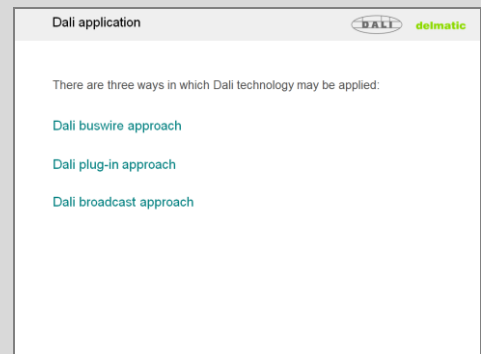 Dali application
DALI
delmatic
There are three ways in which Dali technology may be applied:
Dali buswire approach
Dali plug-in approach
Dali broadcast approach